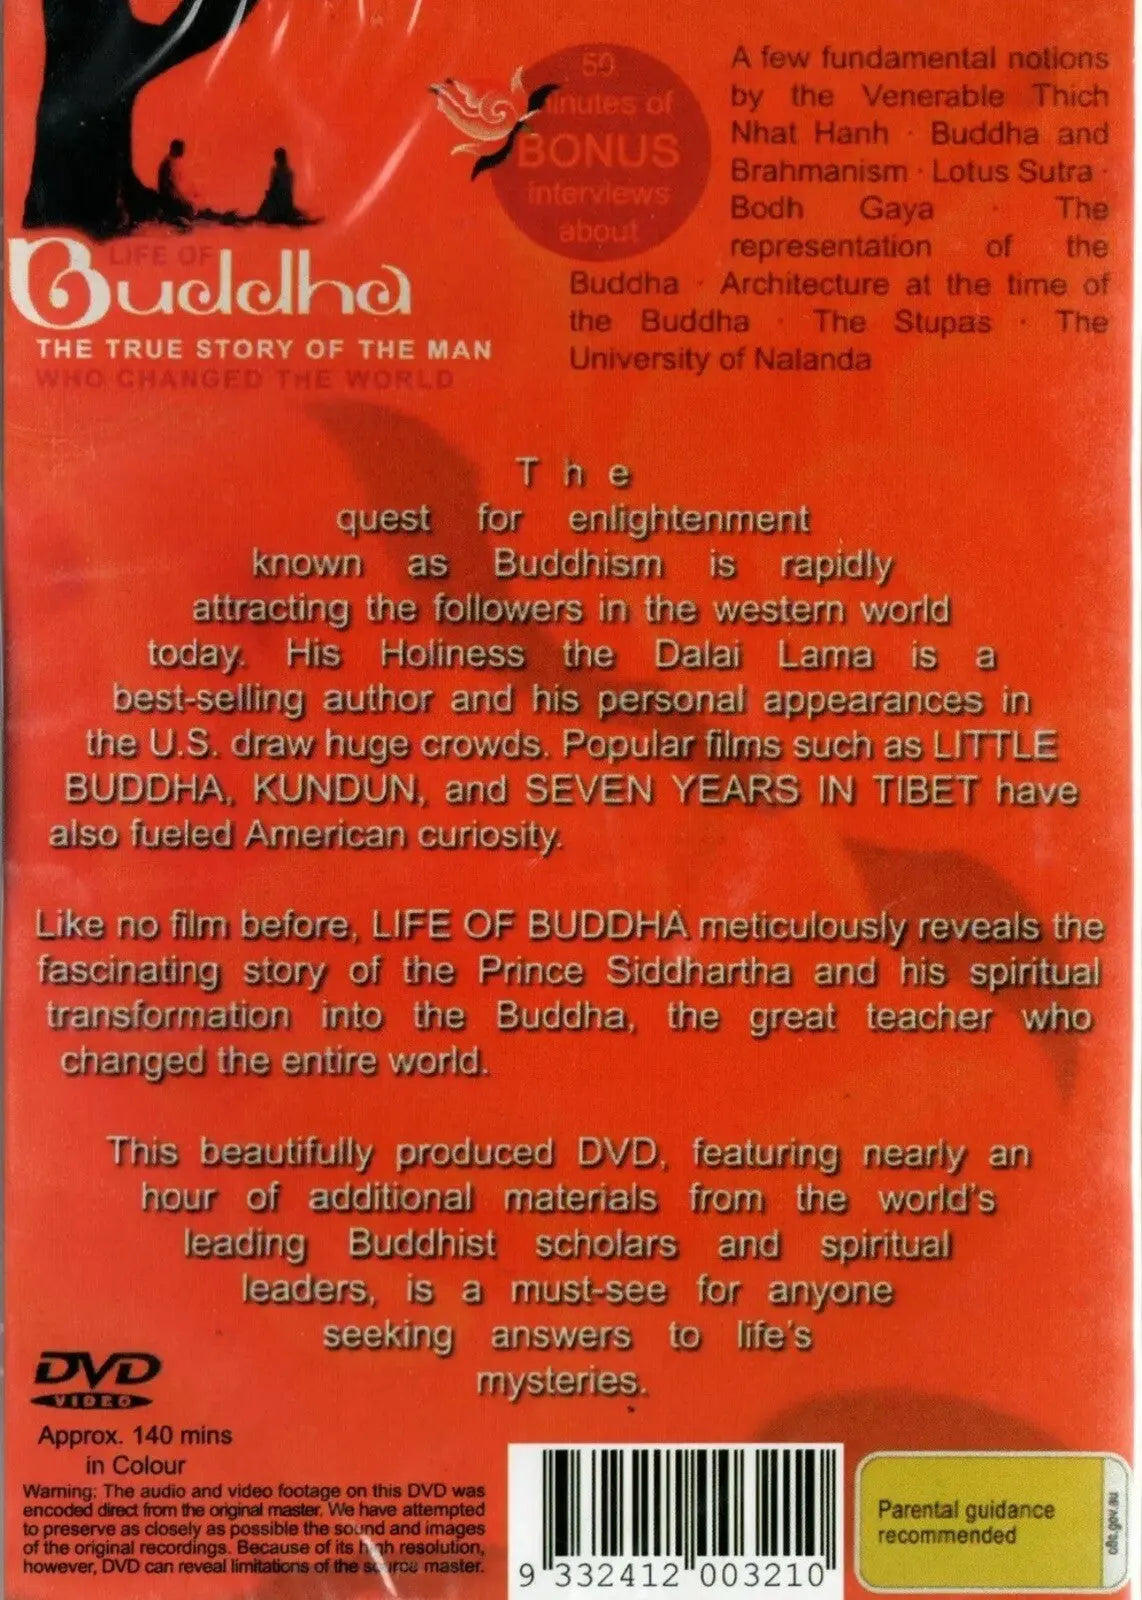 LIFE OF
Buddha
THE TRUE STORY OF THE MAN
WHO CHANGED THE WORLD
50
minutes of
BONUS
interviews
about
A few fundamental notions
by the Venerable Thich
Nhat Hanh · Buddha and
Brahmanism · Lotus Sutra ·
Bodh Gaya · The
representation of the
Buddha · Architecture at the time of
the Buddha · The Stupas · The
University of Nalanda
The
quest for enlightenment
known as Buddhism is rapidly
attracting the followers in the western world
today. His Holiness the Dalai Lama is a
best-selling author and his personal appearances in
the U.S. draw huge crowds. Popular films such as LITTLE
BUDDHA, KUNDUN, and SEVEN YEARS IN TIBET have
also fueled American curiosity.
Like no film before, LIFE OF BUDDHA meticulously reveals the
fascinating story of the Prince Siddhartha and his spiritual
transformation into the Buddha, the great teacher who
changed the entire world.
This beautifully produced DVD, featuring nearly an
hour of additional materials from the world's
leading Buddhist scholars and spiritual
leaders, is a must-see for anyone
seeking answers to life's
mysteries.
DVD
VIDEO
Approx. 140 mins
in Colour
Warning: The audio and video footage on this DVD was
encoded direct from the original master. We have attempted
to preserve as closely as possible the sound and images
of the original recordings. Because of its high resolution,
however, DVD can reveal limitations of the source master.
9 332412 003210
Parental guidance
recommended
oflc.gov.au